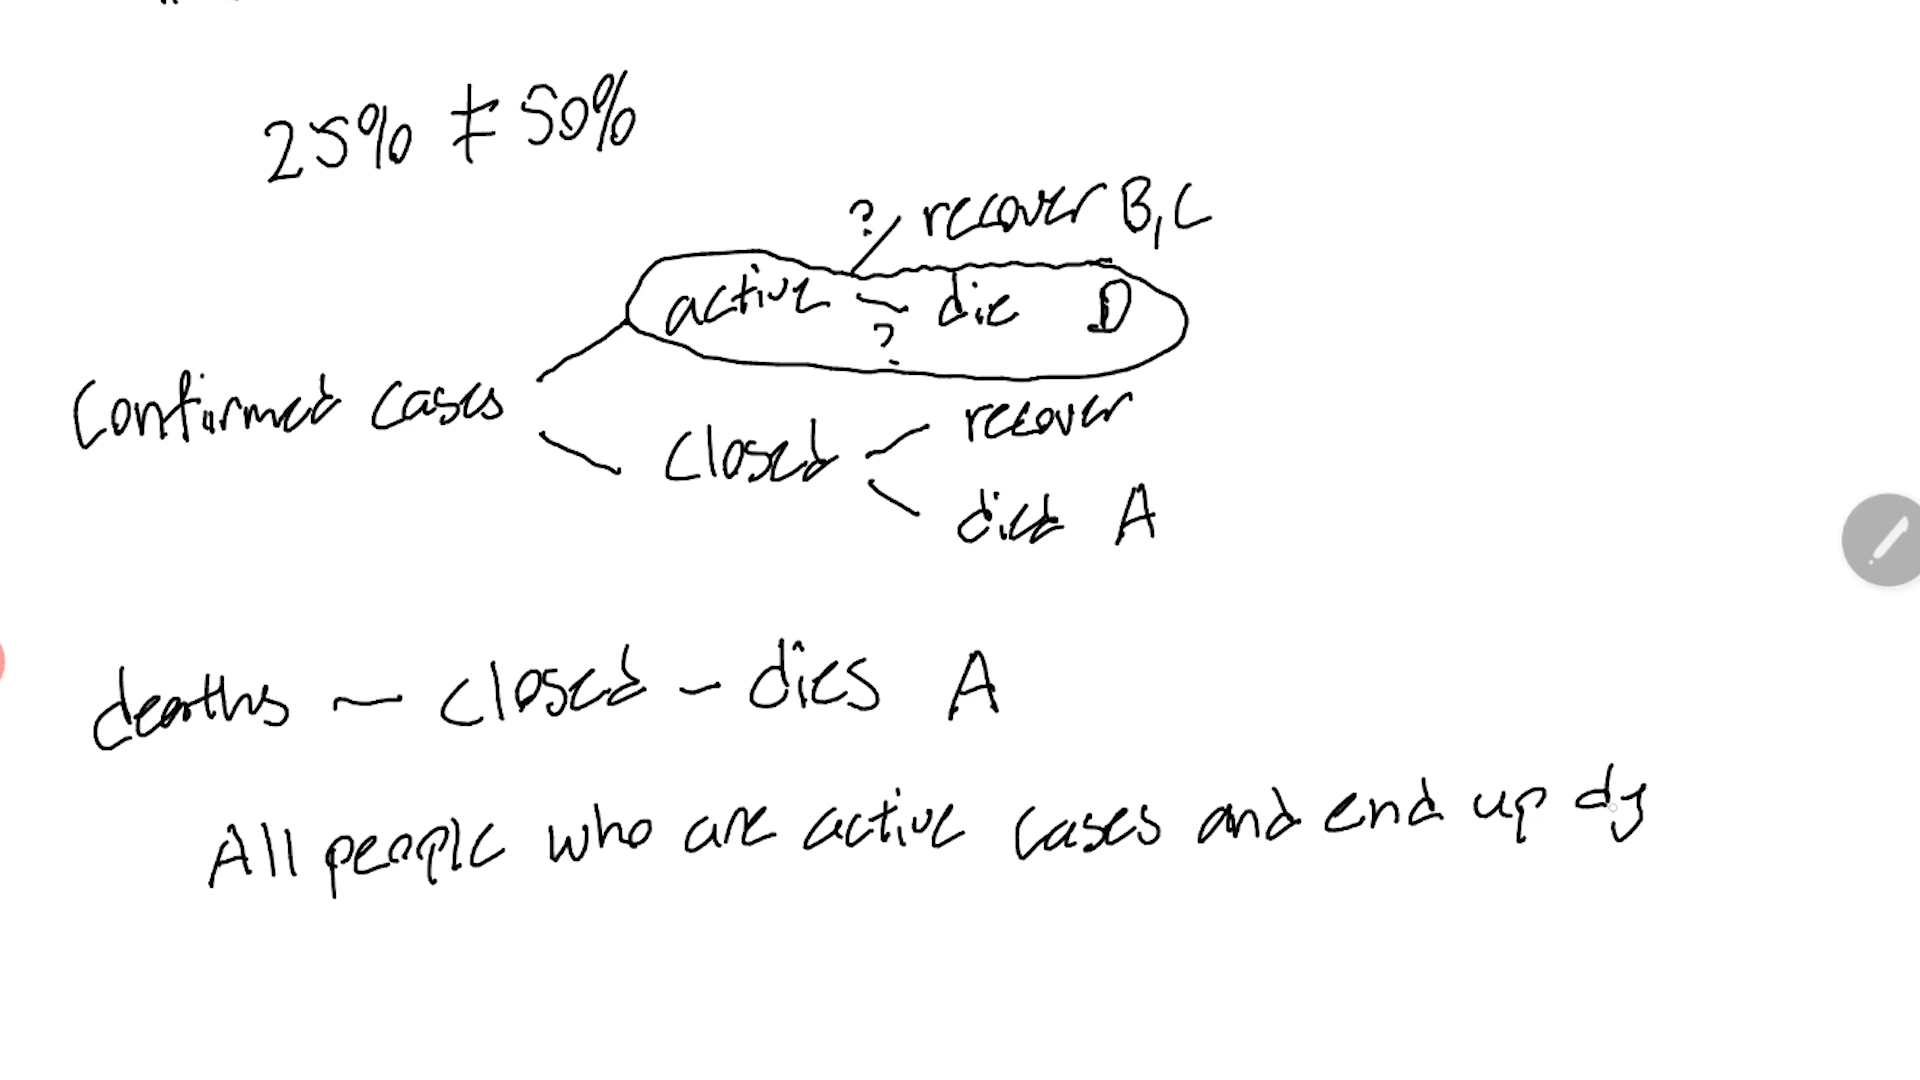 25% ≠ 50%
? recover B, C
active - die D
?
Confirmed cases
closed
recover
died A
deaths - closed - dies A
All people who are active cases and end up dy